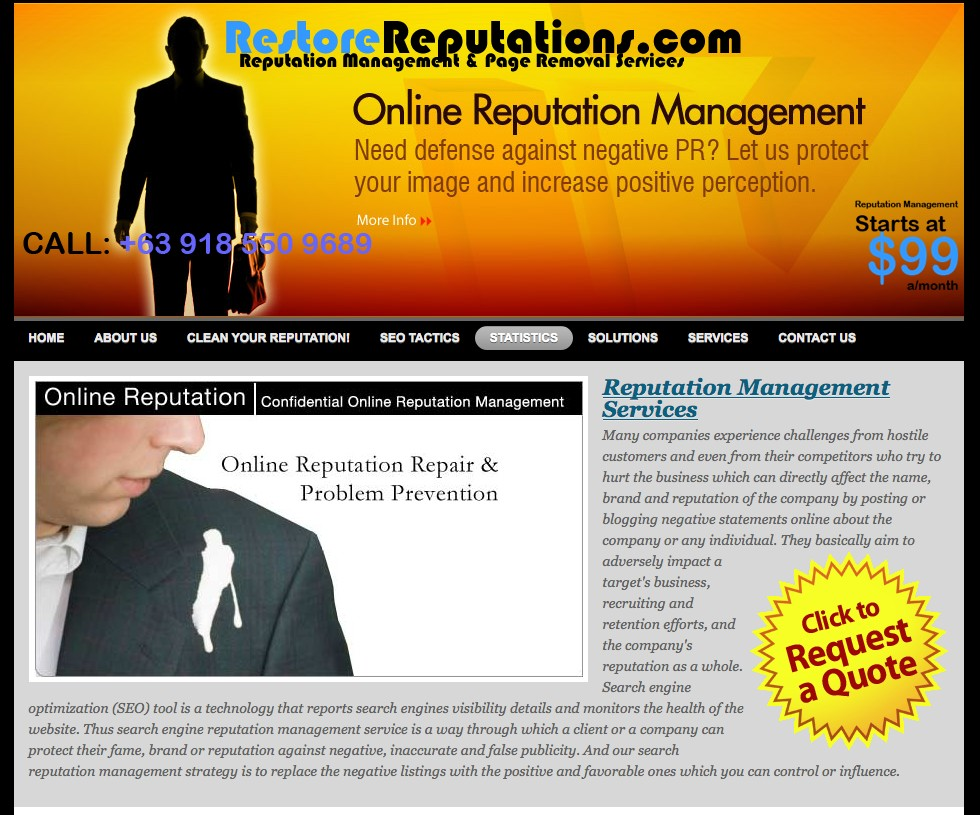 RestoreReputations.com
Reputation Management & Page Removal Services
Online Reputation Management
Need defense against negative PR? Let us protect
your image and increase positive perception.
More Info
CALL: +63 918 550 9689
Reputation Management
Starts at
$99
a/month
HOME ABOUT US CLEAN YOUR REPUTATION! SEO TACTICS STATISTICS SOLUTIONS SERVICES CONTACT US
Online Reputation Confidential Online Reputation Management
Online Reputation Repair &
Problem Prevention
Reputation Management
Services
Many companies experience challenges from hostile
customers and even from their competitors who try to
hurt the business which can directly affect the name,
brand and reputation of the company by posting or
blogging negative statements online about the
company or any individual. They basically aim to
adversely impact a
target's business,
recruiting and
retention efforts, and
the company's
reputation as a whole.
Search engine
optimization (SEO) tool is a technology that reports search engines visibility details and monitors the health of the
website. Thus search engine reputation management service is a way through which a client or a company can
protect their fame, brand or reputation against negative, inaccurate and false publicity. And our search
reputation management strategy is to replace the negative listings with the positive and favorable ones which you can control or influence.
Click to
Request
a Quote